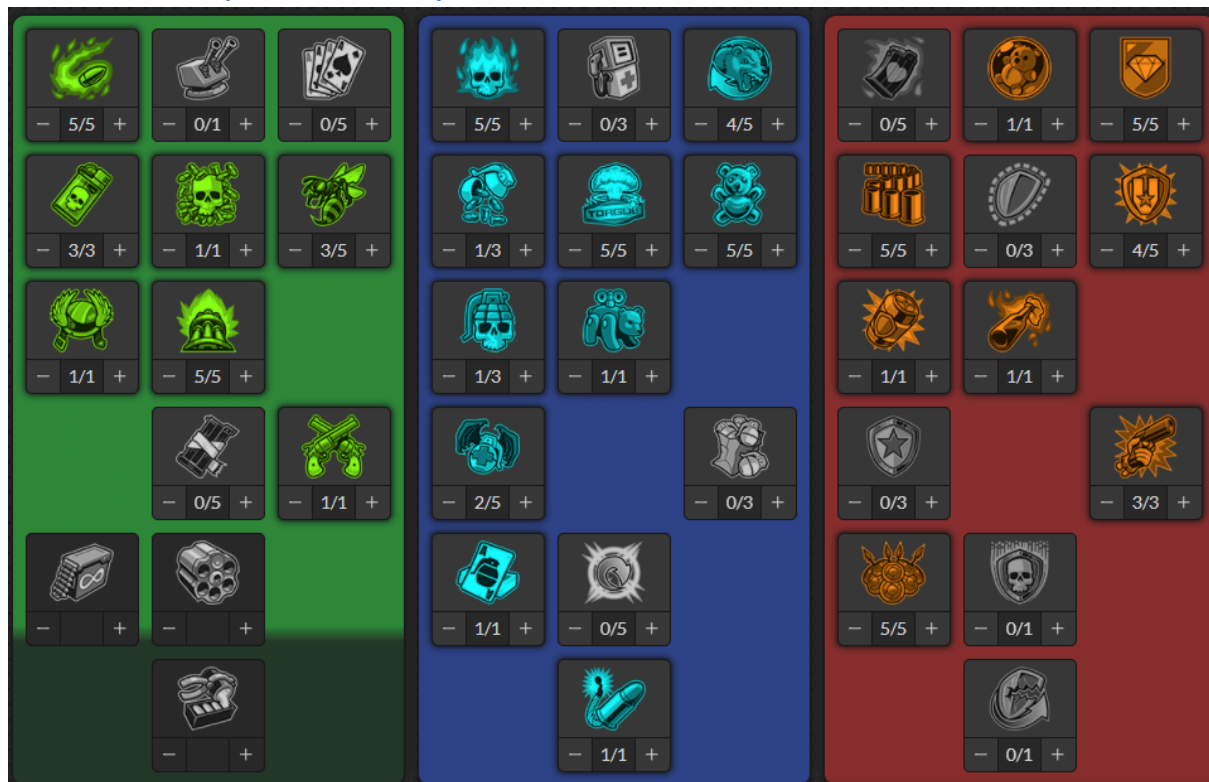 − 5/5 + − 0/1 + − 0/5 + − 5/5 + − 0/3 + − 4/5 + − 0/5 + − 1/1 + − 5/5 +
TORGUE
− 3/3 + − 1/1 + − 3/5 + − 1/3 + − 5/5 + − 5/5 + − 5/5 + − 0/3 + − 4/5 +
− 1/1 + − 5/5 + − 1/3 + − 1/1 + − 1/1 + − 1/1 +
− 0/5 + − 1/1 + − 2/5 + − 0/3 + − 0/3 + − 3/3 +
A
− + − + − 1/1 + − 0/5 + − 5/5 + − 0/1 +
− + − 1/1 + − 0/1 +